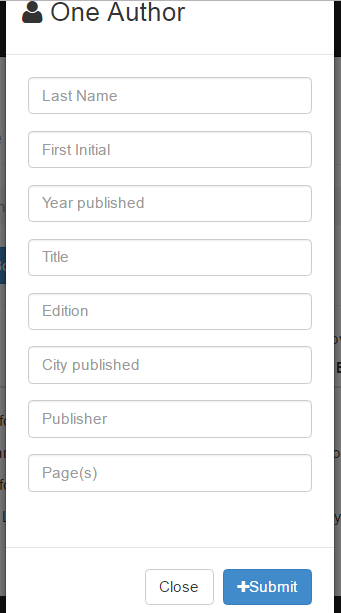 One Author
Last Name
First Initial
Year published
Title
Edition
City published
Publisher
Page(s)
Close
Submit